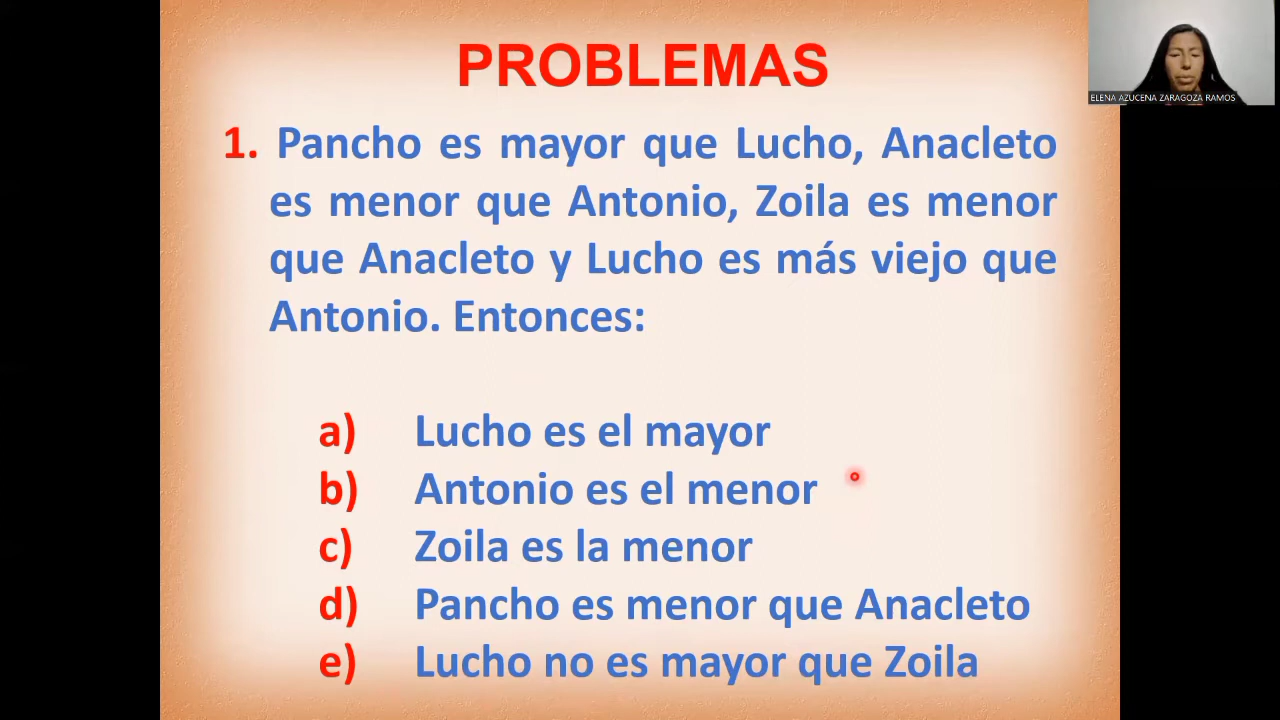 PROBLEMAS
ELENA AZUCENA ZARAGOZA RAMOS
1. Pancho es mayor que Lucho, Anacleto
es menor que Antonio, Zoila es menor
que Anacleto y Lucho es más viejo que
Antonio. Entonces:
a) Lucho es el mayor
b) Antonio es el menor
c) Zoila es la menor
d) Pancho es menor que Anacleto
e) Lucho no es mayor que Zoila